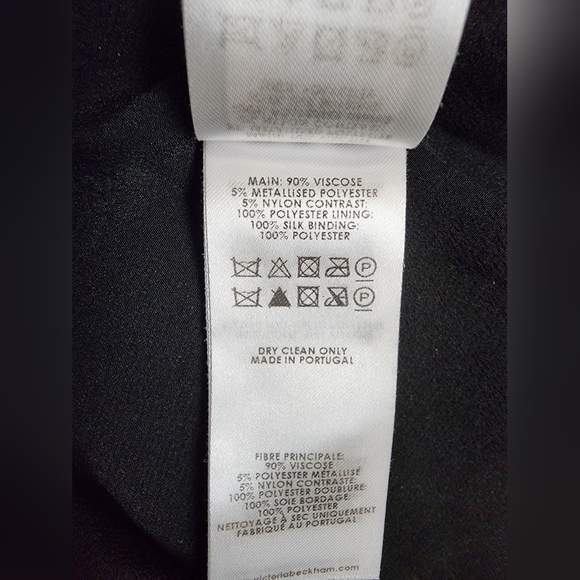 MAIN: 90% VISCOSE
5% METALLISED POLYESTER
5% NYLON CONTRAST:
100% POLYESTER LINING:
100% SILK BINDING:
100% POLYESTER
P
P
DRY CLEAN ONLY
MADE IN PORTUGAL
FIBRE PRINCIPALE:
90% VISCOSE
5% POLYESTER MÉTALLISÉ
5% NYLON CONTRASTE:
100% POLYESTER DOUBLURE:
100% SOIE BORDAGE:
100% POLYESTER
NETTOYAGE À SEC UNIQUEMENT
FABRIQUÉ AU PORTUGAL
victoriabeckham.com